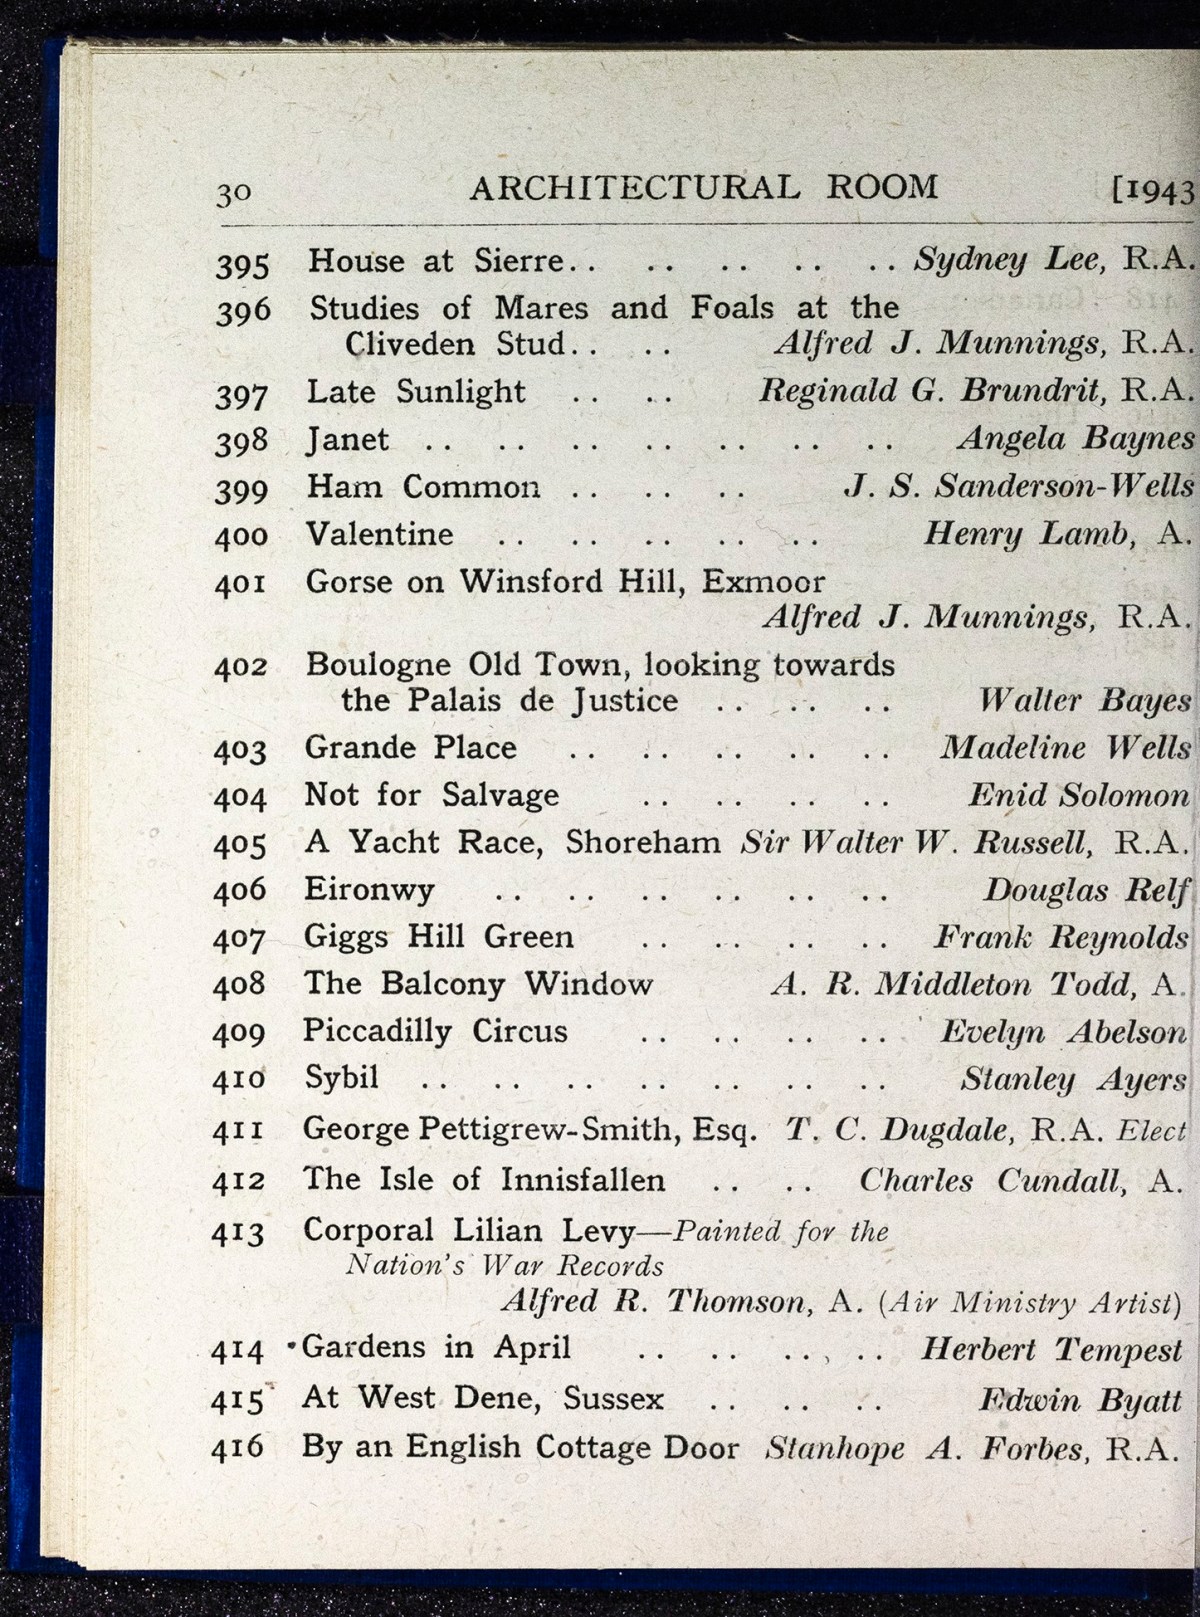 30 ARCHITECTURAL ROOM [1943
395 House at Sierre.. .. .. .. .. Sydney Lee, R.A.
396 Studies of Mares and Foals at the
Cliveden Stud.. .. Alfred J. Munnings, R.A.
397 Late Sunlight .. .. Reginald G. Brundrit, R.A.
398 Janet .. .. .. .. .. .. .. Angela Baynes
399 Ham Common .. .. .. J. S. Sanderson-Wells
400 Valentine .. .. .. .. .. Henry Lamb, A.
401 Gorse on Winsford Hill, Exmoor
Alfred J. Munnings, R.A.
402 Boulogne Old Town, looking towards
the Palais de Justice .. .. .. Walter Bayes
403 Grande Place .. .. .. .. .. Madeline Wells
404 Not for Salvage .. .. .. .. Enid Solomon
405 A Yacht Race, Shoreham Sir Walter W. Russell, R.A.
406 Eironwy .. .. .. .. .. .. Douglas Relf
407 Giggs Hill Green .. .. .. .. Frank Reynolds
408 The Balcony Window A. R. Middleton Todd, A.
409 Piccadilly Circus .. .. .. .. Evelyn Abelson
410 Sybil .. .. .. .. .. .. .. Stanley Ayers
411 George Pettigrew-Smith, Esq. T. C. Dugdale, R.A. Elect
412 The Isle of Innisfallen .. .. Charles Cundall, A.
413 Corporal Lilian Levy—Painted for the
Nation's War Records
Alfred R. Thomson, A. (Air Ministry Artist)
414 Gardens in April .. .. .. .. Herbert Tempest
415 At West Dene, Sussex .. .. .. Edwin Byatt
416 By an English Cottage Door Stanhope A. Forbes, R.A.